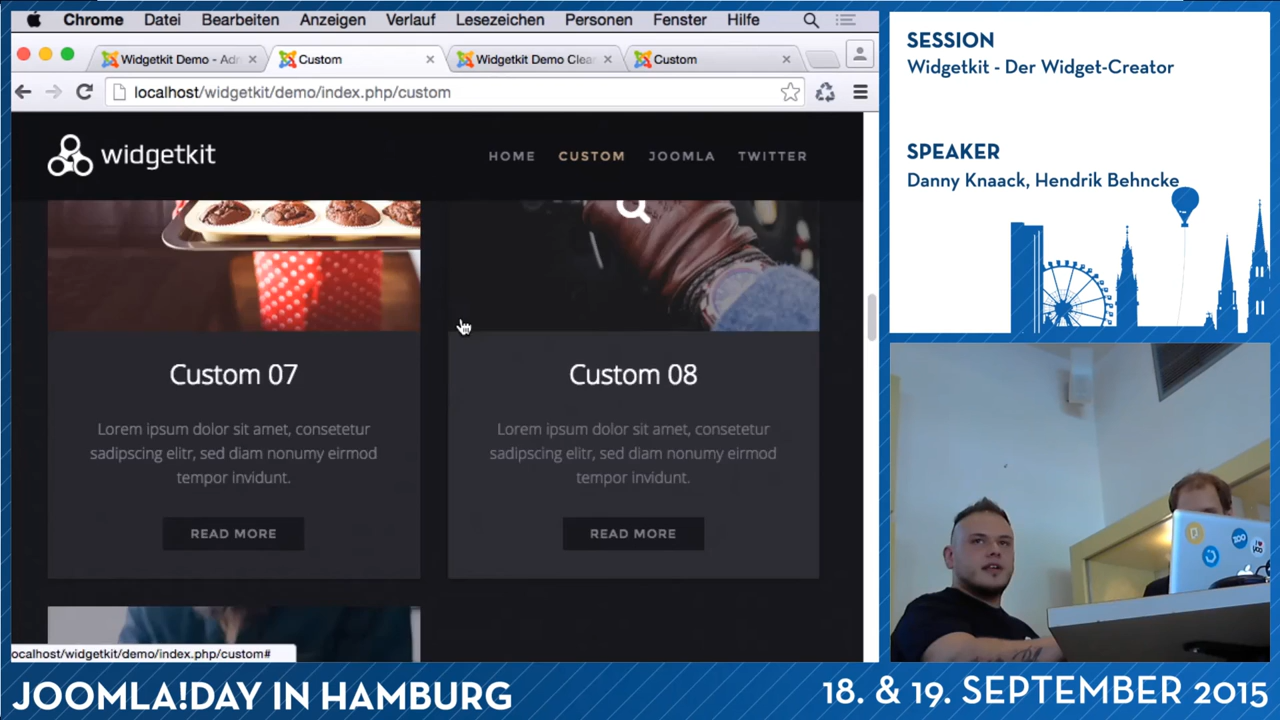 Chrome Datei Bearbeiten Anzeigen Verlauf Lesezeichen Personen Fenster Hilfe
Widgetkit Demo - Adr Custom Widgetkit Demo Clea Custom
localhost/widgetkit/demo/index.php/custom
widgetkit HOME CUSTOM JOOMLA TWITTER
Custom 07
Lorem ipsum dolor sit amet, consetetur
sadipscing elitr, sed diam nonumy eirmod
tempor invidunt.
READ MORE
Custom 08
Lorem ipsum dolor sit amet, consetetur
sadipscing elitr, sed diam nonumy eirmod
tempor invidunt.
READ MORE
ocalhost/widgetkit/demo/index.php/custom#
SESSION
Widgetkit - Der Widget-Creator
SPEAKER
Danny Knaack, Hendrik Behncke
ZOO
JOOMLA!DAY IN HAMBURG
18. & 19. SEPTEMBER 2015